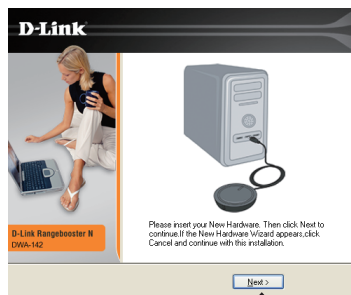 D-Link
Please insert your New Hardware. Then click Next to
continue.If the New Hardware Wizard appears,click
Cancel and continue with this installation.
D-Link Rangebooster N
DWA-142
Next >